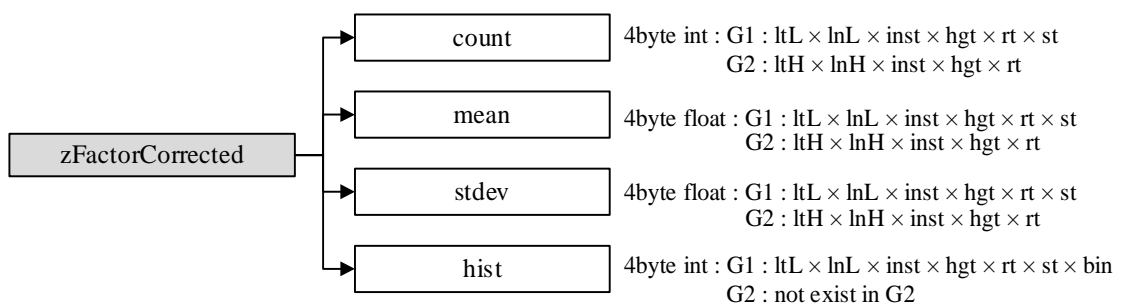 count
4byte int : G1 : ltL × lnL × inst × hgt × rt × st
G2 : ltH × lnH × inst × hgt × rt
mean
4byte float : G1 : ltL × lnL × inst × hgt × rt × st
G2 : ltH × lnH × inst × hgt × rt
zFactorCorrected
stdev
4byte float : G1 : ltL × lnL × inst × hgt × rt × st
G2 : ltH × lnH × inst × hgt × rt
hist
4byte int : G1 : ltL × lnL × inst × hgt × rt × st × bin
G2 : not exist in G2